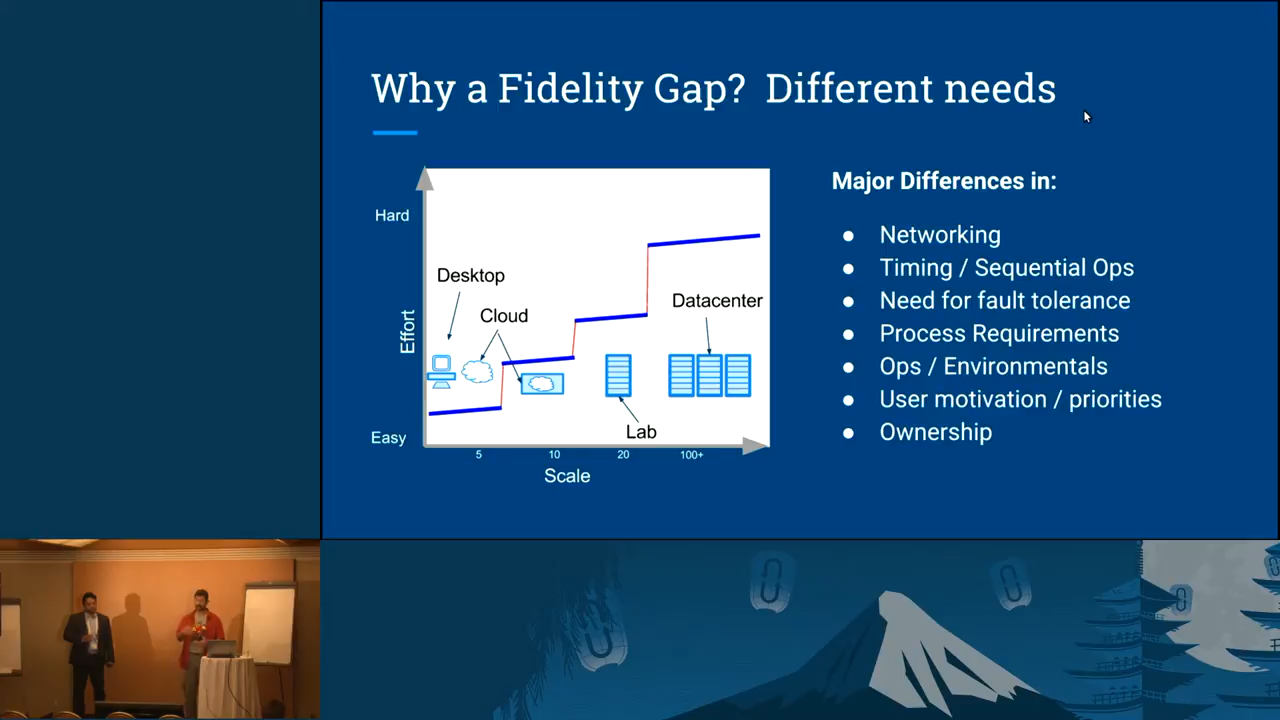 Why a Fidelity Gap? Different needs
Hard
Desktop
Cloud
Datacenter
Effort
Lab
Easy
5 10 20 100+
Scale
Major Differences in:
● Networking
● Timing / Sequential Ops
● Need for fault tolerance
● Process Requirements
● Ops / Environmentals
● User motivation / priorities
● Ownership